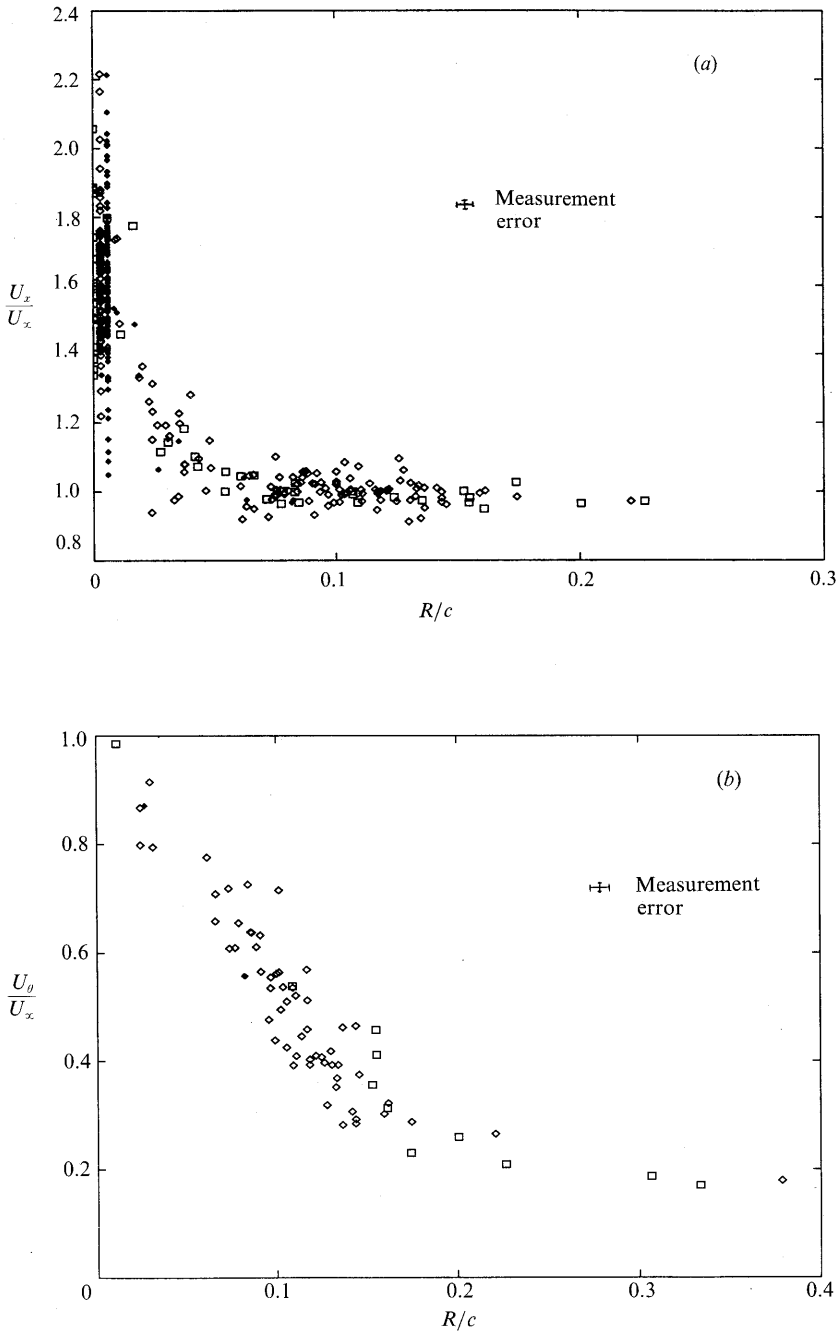 2.4
(a)
2.2
2.0
Measurement
error
1.8
1.6
U_x
U_∞
1.4
1.2
1.0
0.8
0 0.1 0.2 0.3
R/c
1.0
(b)
0.8
Measurement
error
0.6
U_θ
U_∞
0.4
0.2
0
0 0.1 0.2 0.3 0.4
R/c